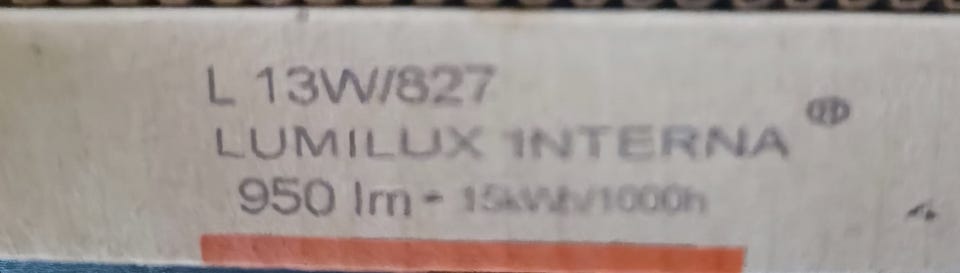 L 13W/827
LUMILUX INTERNA
950 lm - 15kWh/1000h